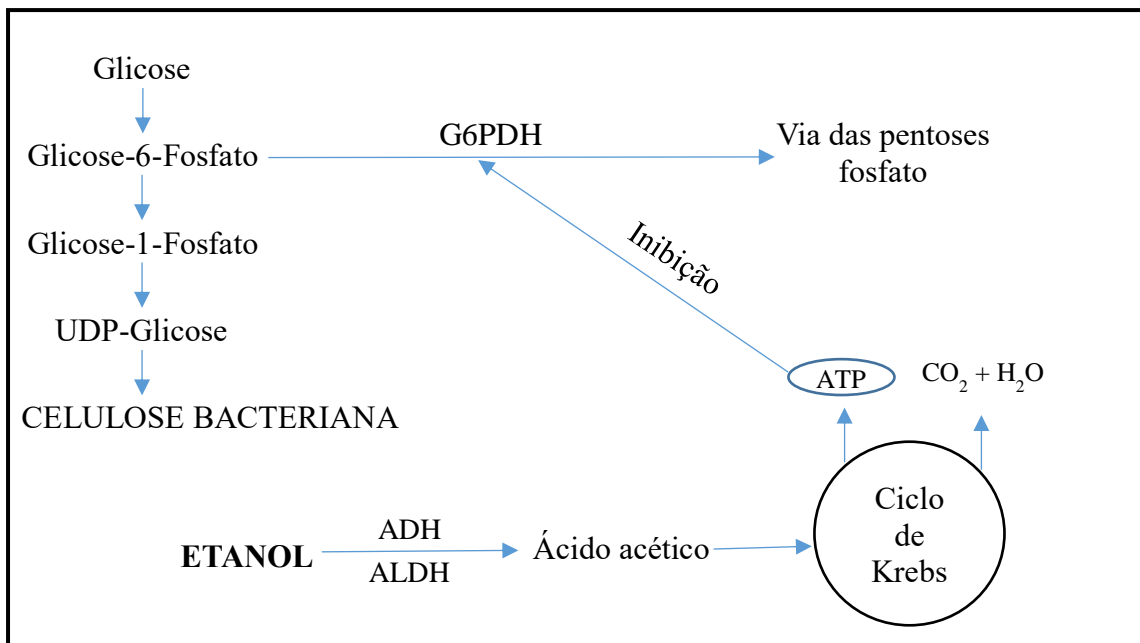 Glicose
G6PDH
Via das pentoses
fosfato
Glicose-6-Fosfato
Glicose-1-Fosfato
Inibição
UDP-Glicose
ATP
CO₂ + H₂O
CELULOSE BACTERIANA
Ciclo
de
Krebs
ETANOL
ADH
ALDH
Ácido acético